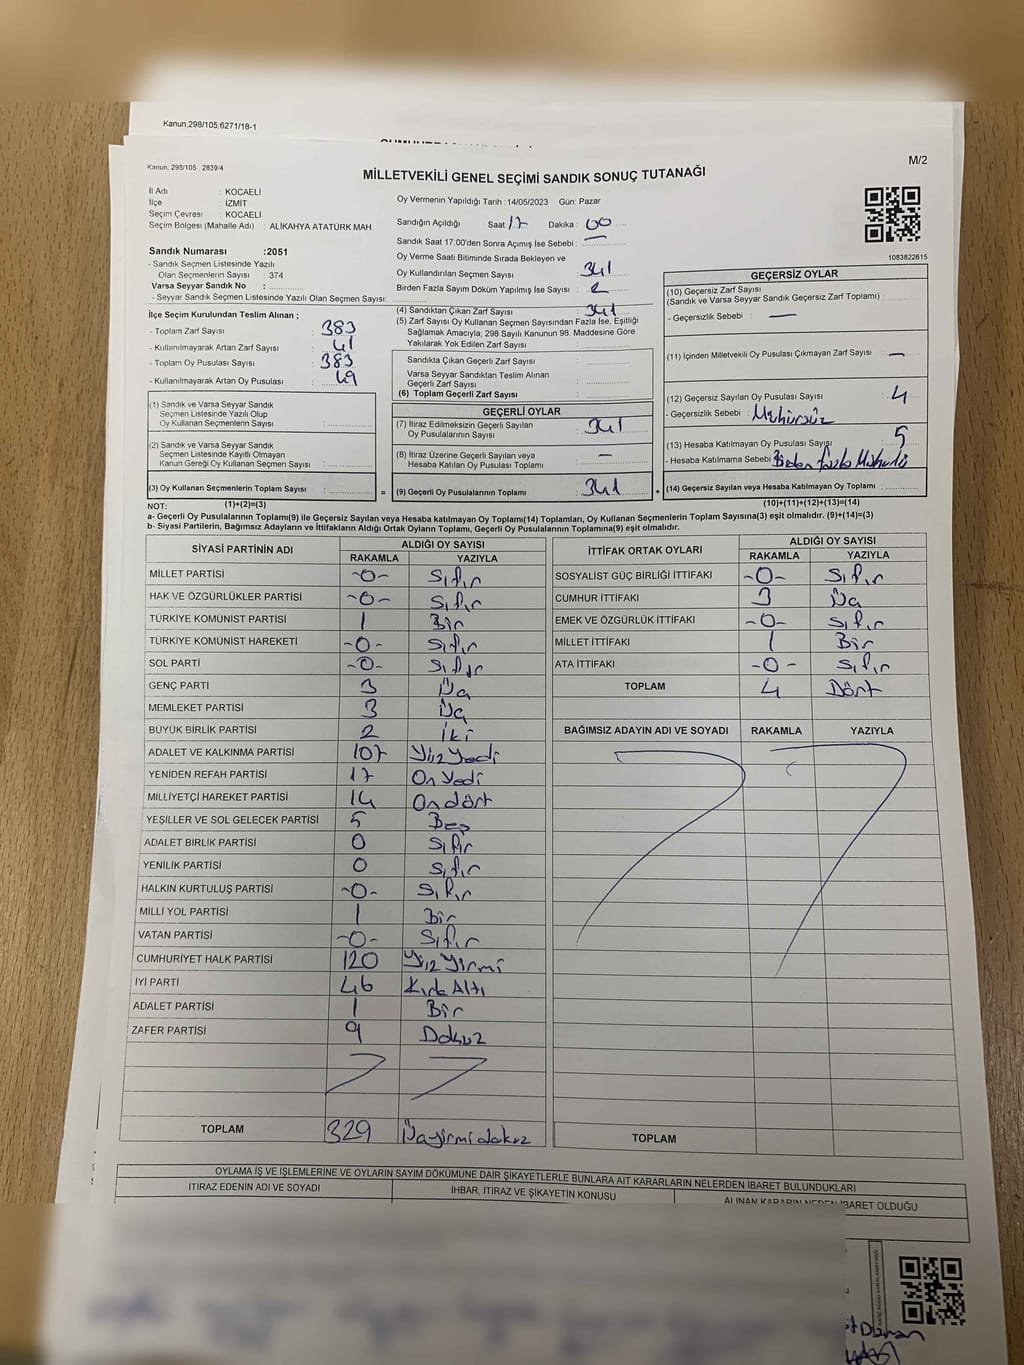 Kanun;298/105;6271/18-1
Kanun; 298/105 , 2839/4
M/2
MİLLETVEKİLİ GENEL SEÇİMİ SANDIK SONUÇ TUTANAĞI
İl Adı : KOCAELİ
İlçe : İZMİT
Seçim Çevresi : KOCAELİ
Seçim Bölgesi (Mahalle Adı) : ALİKAHYA ATATÜRK MAH.
Sandık Numarası :2051
- Sandık Seçmen Listesinde Yazılı
Olan Seçmenlerin Sayısı : 374
Varsa Seyyar Sandık No :
- Seyyar Sandık Seçmen Listesinde Yazılı Olan Seçmen Sayısı:
Oy Vermenin Yapıldığı Tarih : 14/05/2023 Gün: Pazar
Sandığın Açıldığı Saat : 17 Dakika : 00
Sandık Saat 17:00'den Sonra Açımış İse Sebebi : —
Oy Verme Saati Bitiminde Sırada Bekleyen ve
Oy Kullandırılan Seçmen Sayısı : 341
Birden Fazla Sayım Döküm Yapılmış İse Sayısı : 2
1083822615
İlçe Seçim Kurulundan Teslim Alınan ;
- Toplam Zarf Sayısı : 383
- Kullanılmayarak Artan Zarf Sayısı : 41
- Toplam Oy Pusulası Sayısı : 383
- Kullanılmayarak Artan Oy Pusulası : 49
(1) Sandık ve Varsa Seyyar Sandık
Seçmen Listesinde Yazılı Olup
Oy Kullanan Seçmenlerin Sayısı :
(2) Sandık ve Varsa Seyyar Sandık
Seçmen Listesinde Kayıtlı Olmayan
Kanun Gereği Oy Kullanan Seçmen Sayısı :
(3) Oy Kullanan Seçmenlerin Toplam Sayısı :
(1)+(2)=(3)
(4) Sandıktan Çıkan Zarf Sayısı : 341
(5) Zarf Sayısı Oy Kullanan Seçmen Sayısından Fazla İse, Eşitliği
Sağlamak Amacıyla; 298 Sayılı Kanunun 98. Maddesine Göre
Yakılarak Yok Edilen Zarf Sayısı :
Sandıkta Çıkan Geçerli Zarf Sayısı :
Varsa Seyyar Sandıktan Teslim Alınan
Geçerli Zarf Sayısı :
(6) Toplam Geçerli Zarf Sayısı :
GEÇERLİ OYLAR
(7) İtiraz Edilmeksizin Geçerli Sayılan
Oy Pusulalarının Sayısı : 341
(8) İtiraz Üzerine Geçerli Sayılan veya
Hesaba Katılan Oy Pusulası Toplamı : —
= (9) Geçerli Oy Pusulalarının Toplamı : 341 +
GEÇERSİZ OYLAR
(10) Geçersiz Zarf Sayısı
(Sandık ve Varsa Seyyar Sandık Geçersiz Zarf Toplamı) :
- Geçersizlik Sebebi : —
(11) İçinden Milletvekili Oy Pusulası Çıkmayan Zarf Sayısı : —
(12) Geçersiz Sayılan Oy Pusulası Sayısı : 4
- Geçersizlik Sebebi : Mühürsüz
(13) Hesaba Katılmayan Oy Pusulası Sayısı : 5
- Hesaba Katılmama Sebebi : Birden fazla Mühürlü
(14) Geçersiz Sayılan veya Hesaba Katılmayan Oy Toplamı :
(10)+(11)+(12)+(13)=(14)
NOT:
a- Geçerli Oy Pusulalarının Toplamı(9) ile Geçersiz Sayılan veya Hesaba katılmayan Oy Toplamı(14) Toplamları, Oy Kullanan Seçmenlerin Toplam Sayısına(3) eşit olmalıdır. (9)+(14)=(3)
b- Siyasi Partilerin, Bağımsız Adayların ve İttifakların Aldığı Ortak Oyların Toplamı, Geçerli Oy Pusulalarının Toplamına(9) eşit olmalıdır.
SİYASİ PARTİNİN ADI ALDIĞI OY SAYISI
RAKAMLA YAZIYLA
MİLLET PARTİSİ -0- Sıfır
HAK VE ÖZGÜRLÜKLER PARTİSİ -0- Sıfır
TÜRKİYE KOMÜNİST PARTİSİ 1 Bir
TÜRKİYE KOMÜNİST HAREKETİ -0- Sıfır
SOL PARTİ -0- Sıfır
GENÇ PARTİ 3 Üç
MEMLEKET PARTİSİ 3 Üç
BÜYÜK BİRLİK PARTİSİ 2 İki
ADALET VE KALKINMA PARTİSİ 107 Yüz Yedi
YENİDEN REFAH PARTİSİ 17 On Yedi
MİLLİYETÇİ HAREKET PARTİSİ 14 On dört
YEŞİLLER VE SOL GELECEK PARTİSİ 5 Beş
ADALET BİRLİK PARTİSİ 0 Sıfır
YENİLİK PARTİSİ 0 Sıfır
HALKIN KURTULUŞ PARTİSİ -0- Sıfır
MİLLİ YOL PARTİSİ 1 Bir
VATAN PARTİSİ -0- Sıfır
CUMHURİYET HALK PARTİSİ 120 Yüz Yirmi
İYİ PARTİ 46 Kırk Altı
ADALET PARTİSİ 1 Bir
ZAFER PARTİSİ 9 Dokuz
TOPLAM 329 Üçyirmi dokuz
İTTİFAK ORTAK OYLARI ALDIĞI OY SAYISI
RAKAMLA YAZIYLA
SOSYALİST GÜÇ BİRLİĞİ İTTİFAKI -0- Sıfır
CUMHUR İTTİFAKI 3 Üç
EMEK VE ÖZGÜRLÜK İTTİFAKI -0- Sıfır
MİLLET İTTİFAKI 1 Bir
ATA İTTİFAKI -0- Sıfır
TOPLAM 4 Dört
BAĞIMSIZ ADAYIN ADI VE SOYADI RAKAMLA YAZIYLA
TOPLAM
OYLAMA İŞ VE İŞLEMLERİNE VE OYLARIN SAYIM DÖKÜMÜNE DAİR ŞİKAYETLERLE BUNLARA AİT KARARLARIN NELERDEN İBARET BULUNDUKLARI
İTİRAZ EDENİN ADI VE SOYADI İHBAR, İTİRAZ VE ŞİKAYETİN KONUSU ALINAN KARARIN NEDEN İBARET OLDUĞU